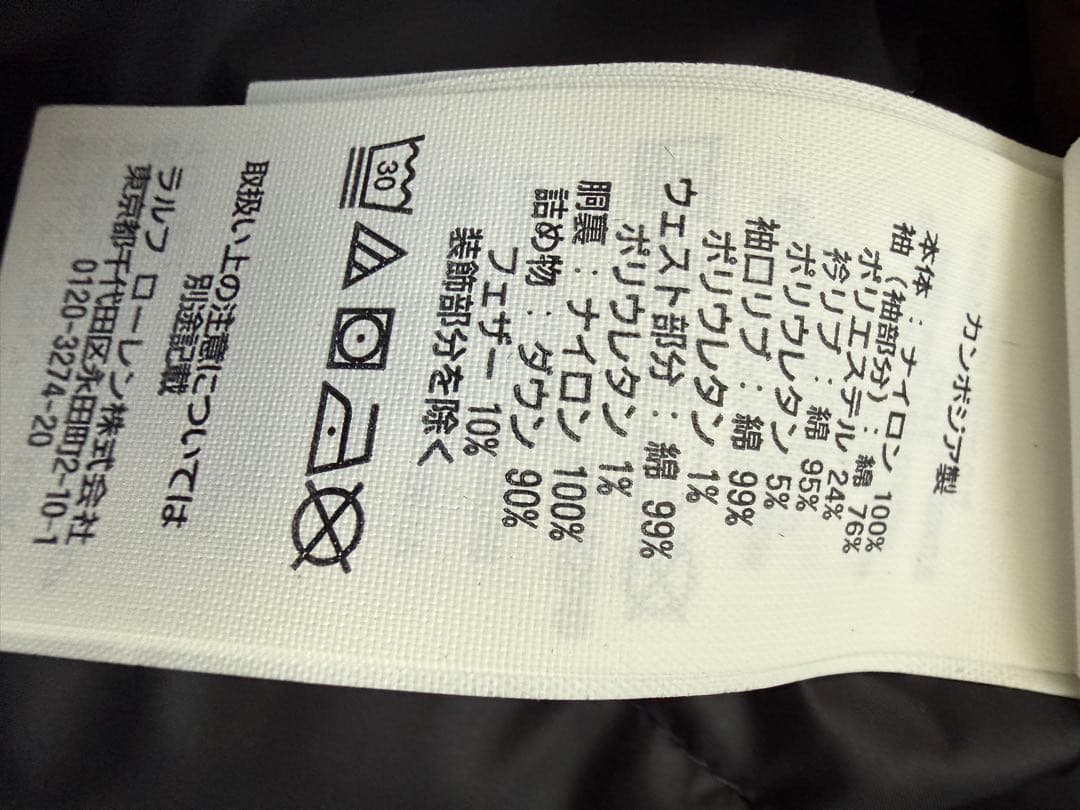 カンボジア製
本体：ナイロン 100%
袖（袖部分）：綿 76%
ポリエステル 24%
衿リブ：綿 95%
ポリウレタン 5%
袖口リブ：綿 99%
ポリウレタン 1%
ウエスト部分：綿 99%
ポリウレタン 1%
胴裏：ナイロン 100%
詰め物：ダウン 90%
フェザー 10%
装飾部分を除く
30
取扱い上の注意については
別途記載
ラルフ ローレン株式会社
東京都千代田区永田町2-10-1
0120-3274-20